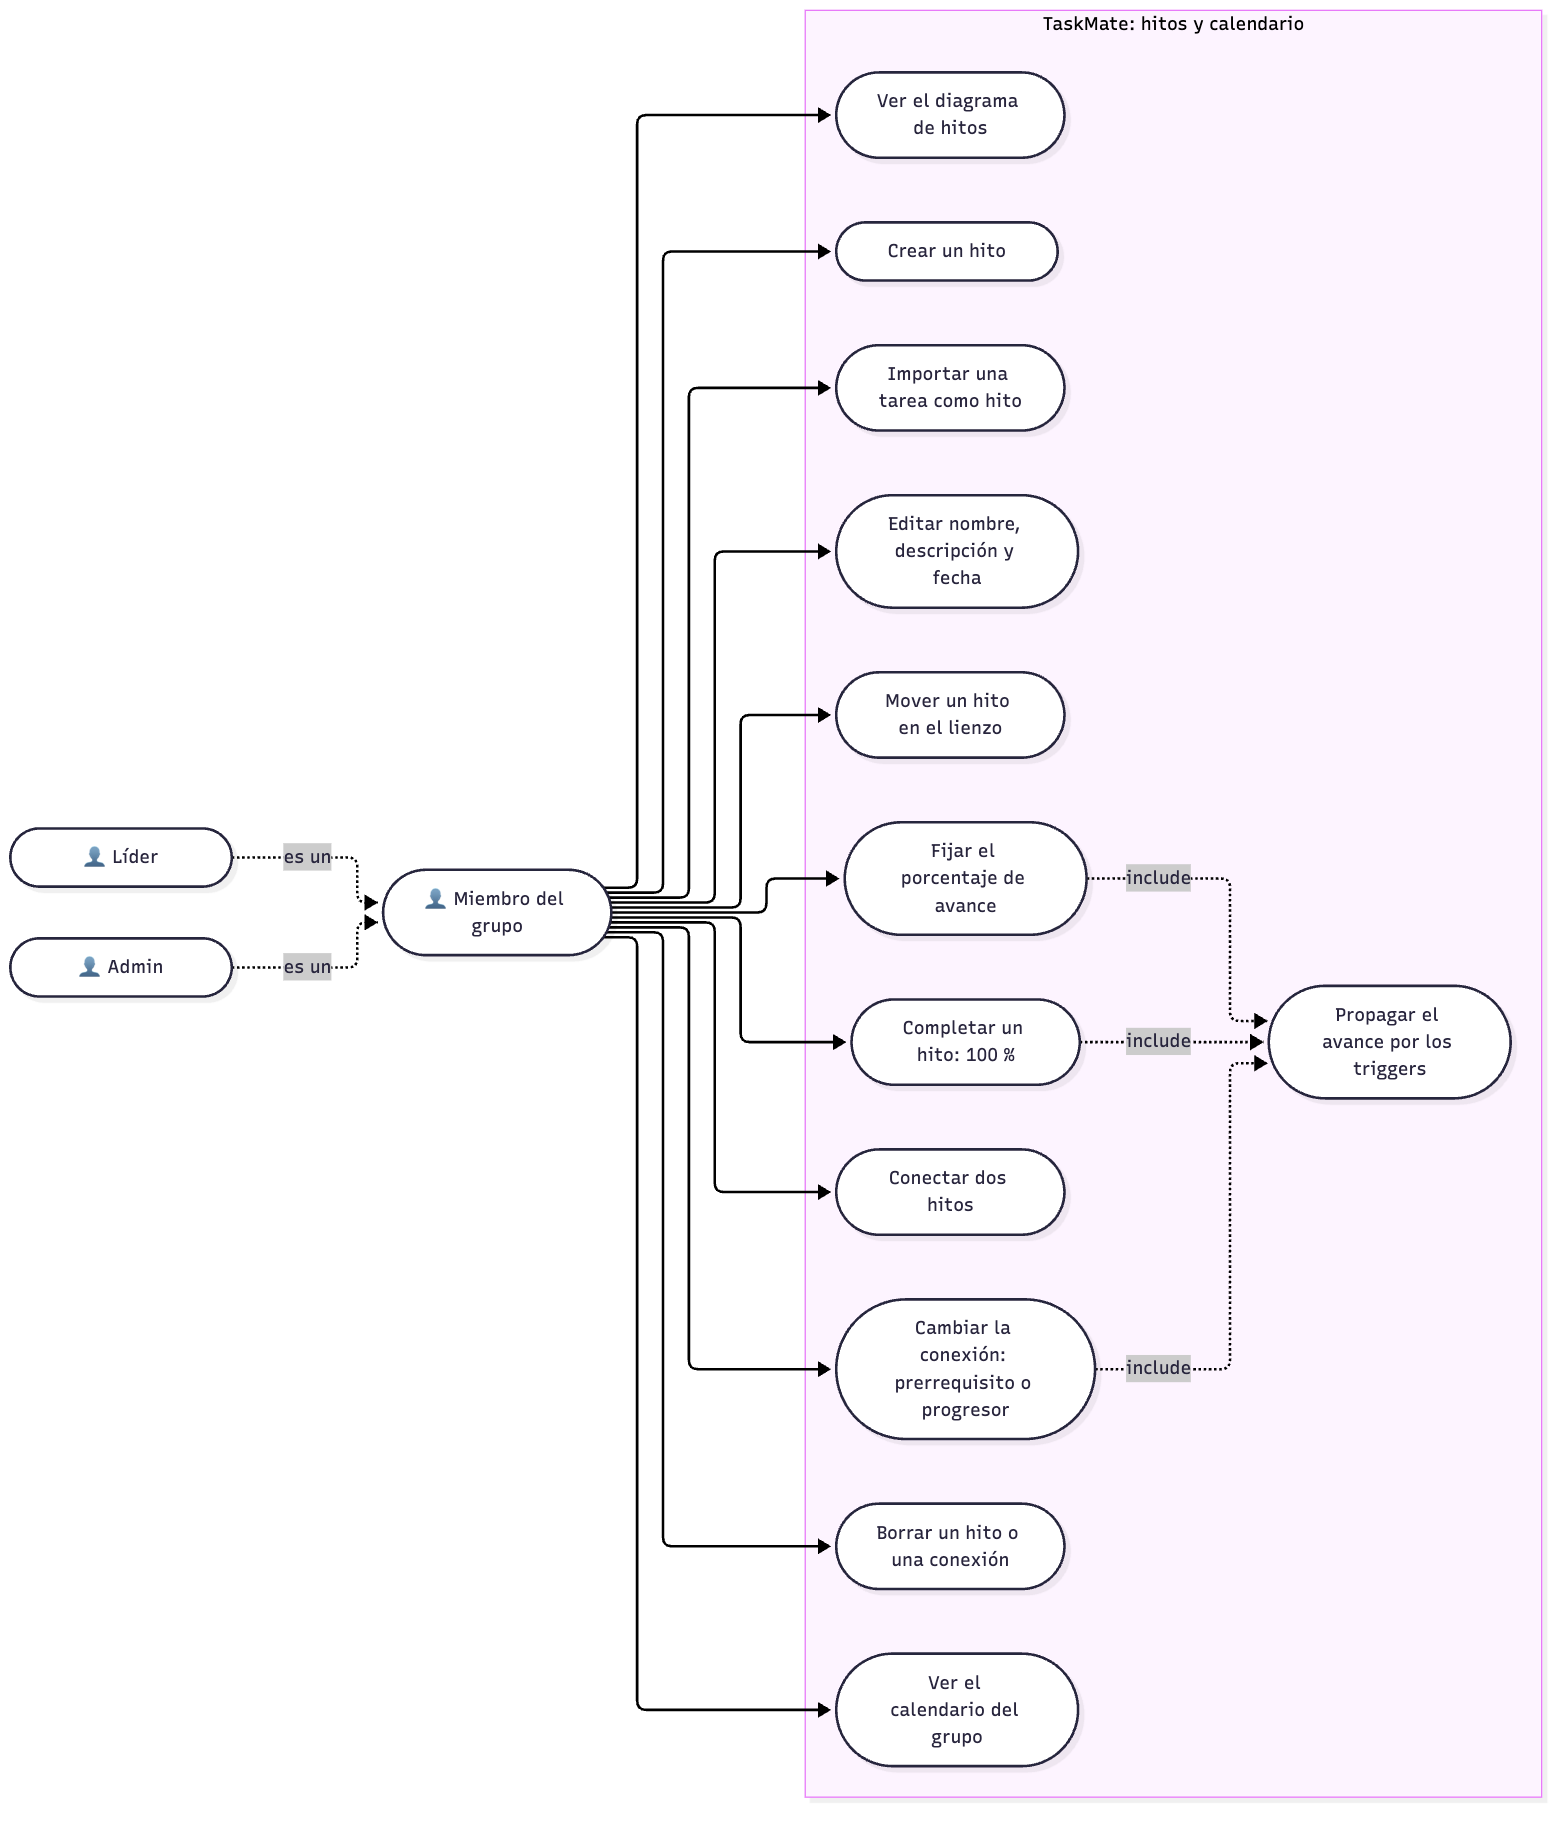 TaskMate: hitos y calendario
Ver el diagrama
de hitos
Crear un hito
Importar una
tarea como hito
Editar nombre,
descripción y
fecha
Mover un hito
en el lienzo
Líder
es un
Admin
es un
Miembro del
grupo
Fijar el
porcentaje de
avance
include
Completar un
hito: 100 %
include
Propagar el
avance por los
triggers
Conectar dos
hitos
Cambiar la
conexión:
prerrequisito o
progresor
include
Borrar un hito o
una conexión
Ver el
calendario del
grupo